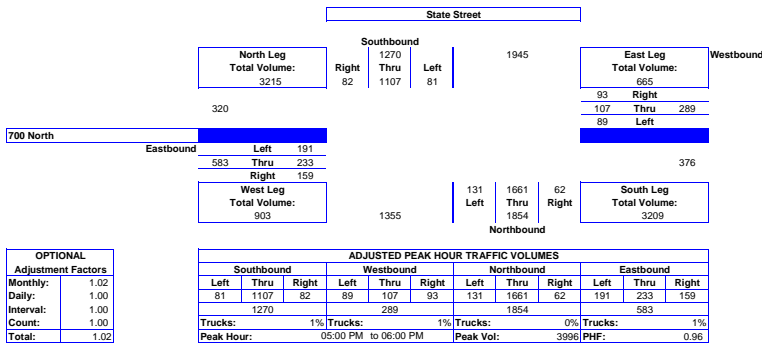 State Street
Southbound
North Leg 1270 1945 East Leg Westbound
Total Volume: Right Thru Left Total Volume:
3215 82 1107 81 665
93 Right
320 107 Thru 289
89 Left
700 North
Eastbound Left 191
583 Thru 233 376
Right 159
West Leg 131 1661 62 South Leg
Total Volume: Left Thru Right Total Volume:
903 1355 1854 3209
Northbound
OPTIONAL ADJUSTED PEAK HOUR TRAFFIC VOLUMES
Adjustment Factors Southbound Westbound Northbound Eastbound
Monthly: 1.02 Left Thru Right Left Thru Right Left Thru Right Left Thru Right
Daily: 1.00 81 1107 82 89 107 93 131 1661 62 191 233 159
Interval: 1.00 1270 289 1854 583
Count: 1.00 Trucks: 1% Trucks: 1% Trucks: 0% Trucks: 1%
Total: 1.02 Peak Hour: 05:00 PM to 06:00 PM Peak Vol: 3996 PHF: 0.96